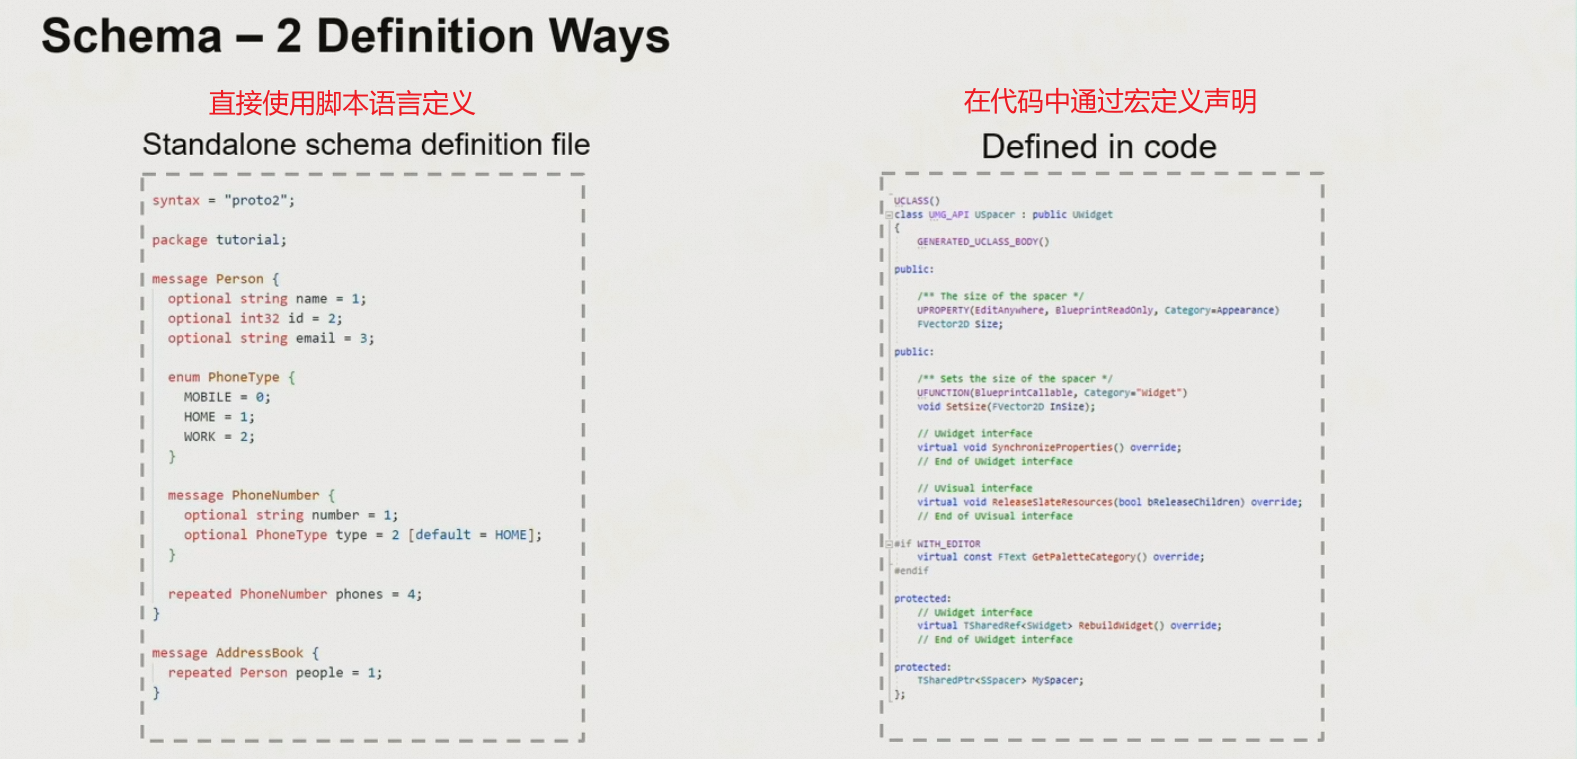 Schema – 2 Definition Ways
直接使用脚本语言定义
Standalone schema definition file
syntax = "proto2";
package tutorial;
message Person {
optional string name = 1;
optional int32 id = 2;
optional string email = 3;
enum PhoneType {
MOBILE = 0;
HOME = 1;
WORK = 2;
}
message PhoneNumber {
optional string number = 1;
optional PhoneType type = 2 [default = HOME];
}
repeated PhoneNumber phones = 4;
}
message AddressBook {
repeated Person people = 1;
}
在代码中通过宏定义声明
Defined in code
UCLASS()
class UMG_API USpacer : public UWidget
{
GENERATED_UCLASS_BODY()
public:
/** The size of the spacer */
UPROPERTY(EditAnywhere, BlueprintReadOnly, Category=Appearance)
FVector2D Size;
public:
/** Sets the size of the spacer */
UFUNCTION(BlueprintCallable, Category="Widget")
void SetSize(FVector2D InSize);
// UWidget interface
virtual void SynchronizeProperties() override;
// End of UWidget interface
// UVisual interface
virtual void ReleaseSlateResources(bool bReleaseChildren) override;
// End of UVisual interface
#if WITH_EDITOR
virtual const FText GetPaletteCategory() override;
#endif
protected:
// UWidget interface
virtual TSharedRef<SWidget> RebuildWidget() override;
// End of UWidget interface
protected:
TSharedPtr<SSpacer> MySpacer;
};